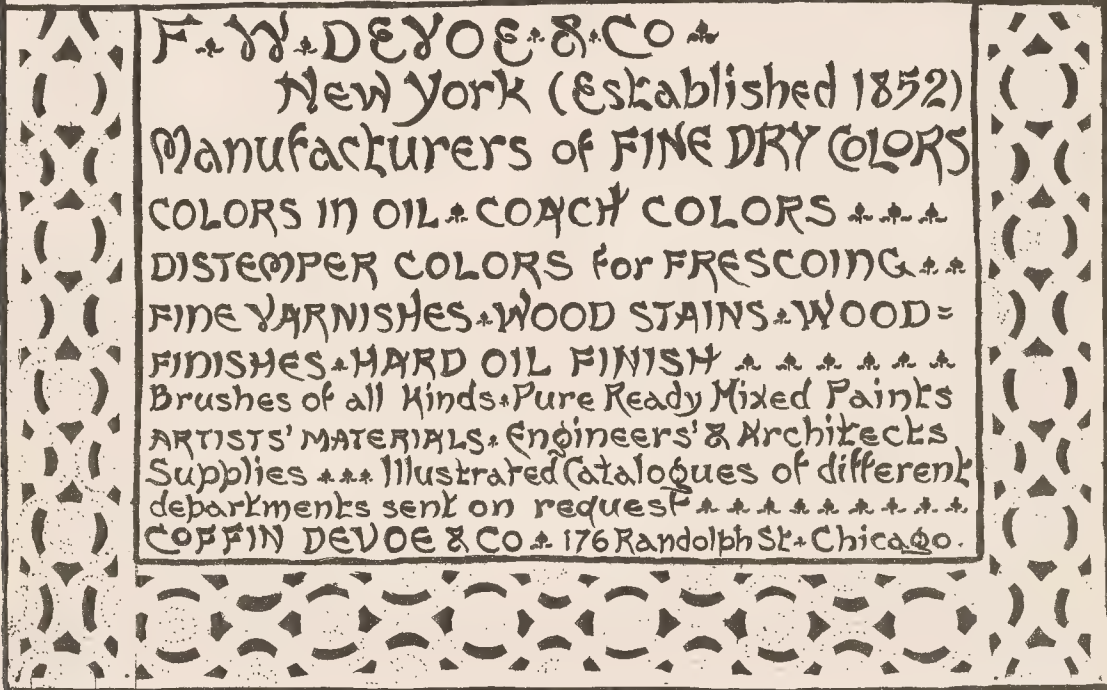 F. W. DEVOE & Co
New York (Established 1852)
Manufacturers of FINE DRY COLORS
COLORS IN OIL COACH COLORS
DISTEMPER COLORS for FRESCOING
FINE VARNISHES WOOD STAINS WOOD=
FINISHES HARD OIL FINISH
Brushes of all Kinds Pure Ready Mixed Paints
ARTISTS' MATERIALS Engineers' & Architects
Supplies Illustrated Catalogues of different
departments sent on request
COFFIN DEVOE & CO 176 Randolph St Chicago.